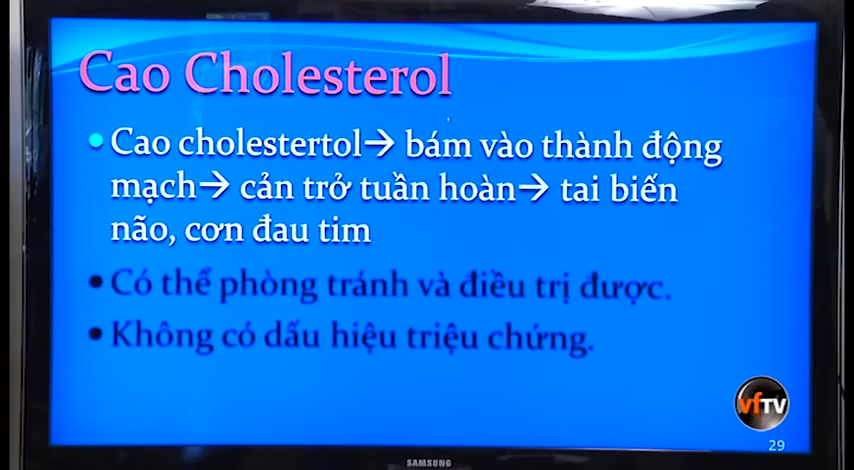 Cao Cholesterol
• Cao cholestertol→ bám vào thành động
mạch→ cản trở tuần hoàn→ tai biến
não, cơn đau tim
• Có thể phòng tránh và điều trị được.
• Không có dấu hiệu triệu chứng.
vfTV
29
SAMSUNG